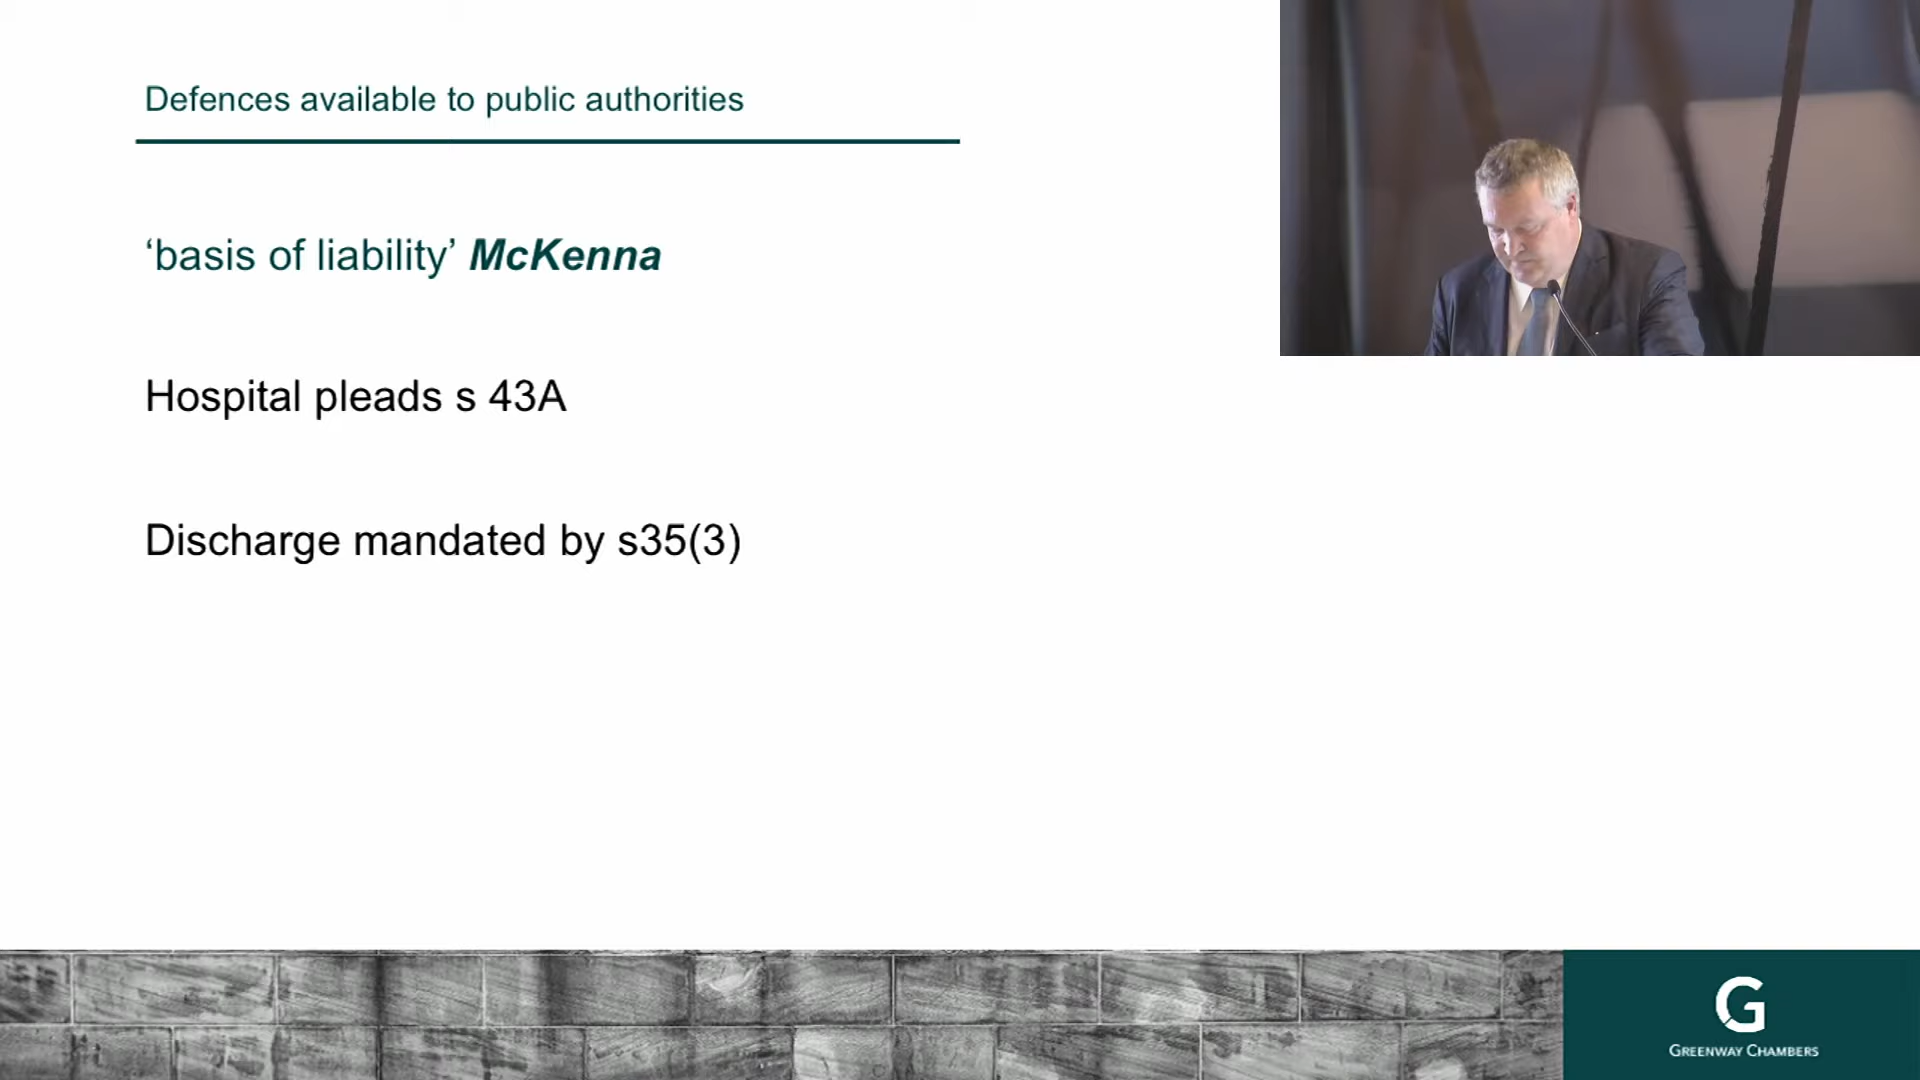 Defences available to public authorities
‘basis of liability’ McKenna
Hospital pleads s 43A
Discharge mandated by s35(3)
G
GREENWAY CHAMBERS